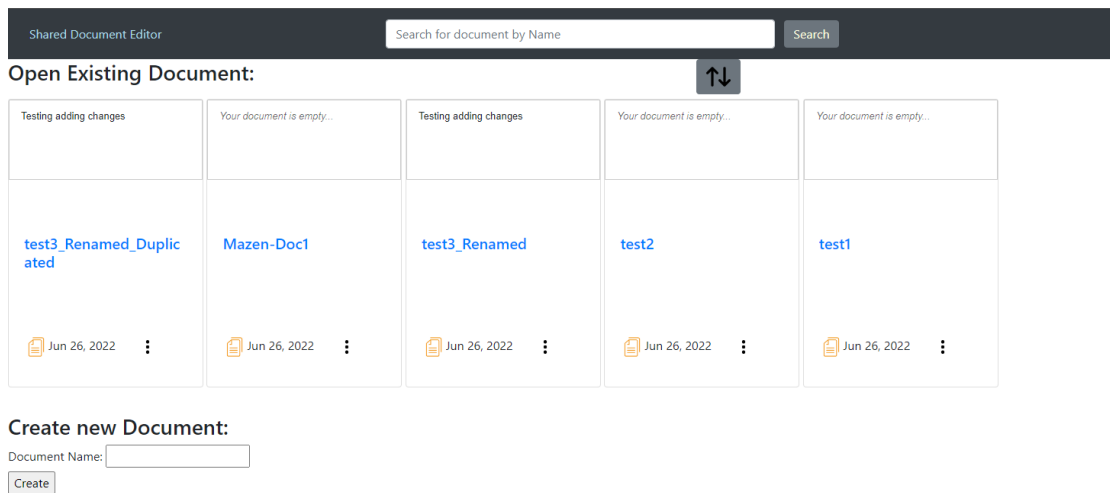 Shared Document Editor
Search for document by Name
Search
Open Existing Document:
Testing adding changes
Your document is empty...
Testing adding changes
Your document is empty...
Your document is empty...
test3_Renamed_Duplic
ated
Mazen-Doc1
test3_Renamed
test2
test1
Jun 26, 2022
Jun 26, 2022
Jun 26, 2022
Jun 26, 2022
Jun 26, 2022
Create new Document:
Document Name:
Create